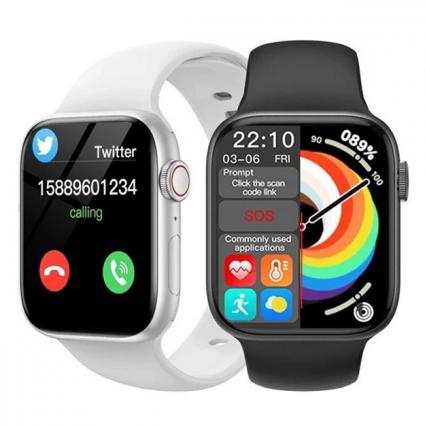 Twitter
15889601234
calling
22:10
03-06 FRI
Prompt
Click the scan
code link
SOS
Commonly used
applications
90
089%
100